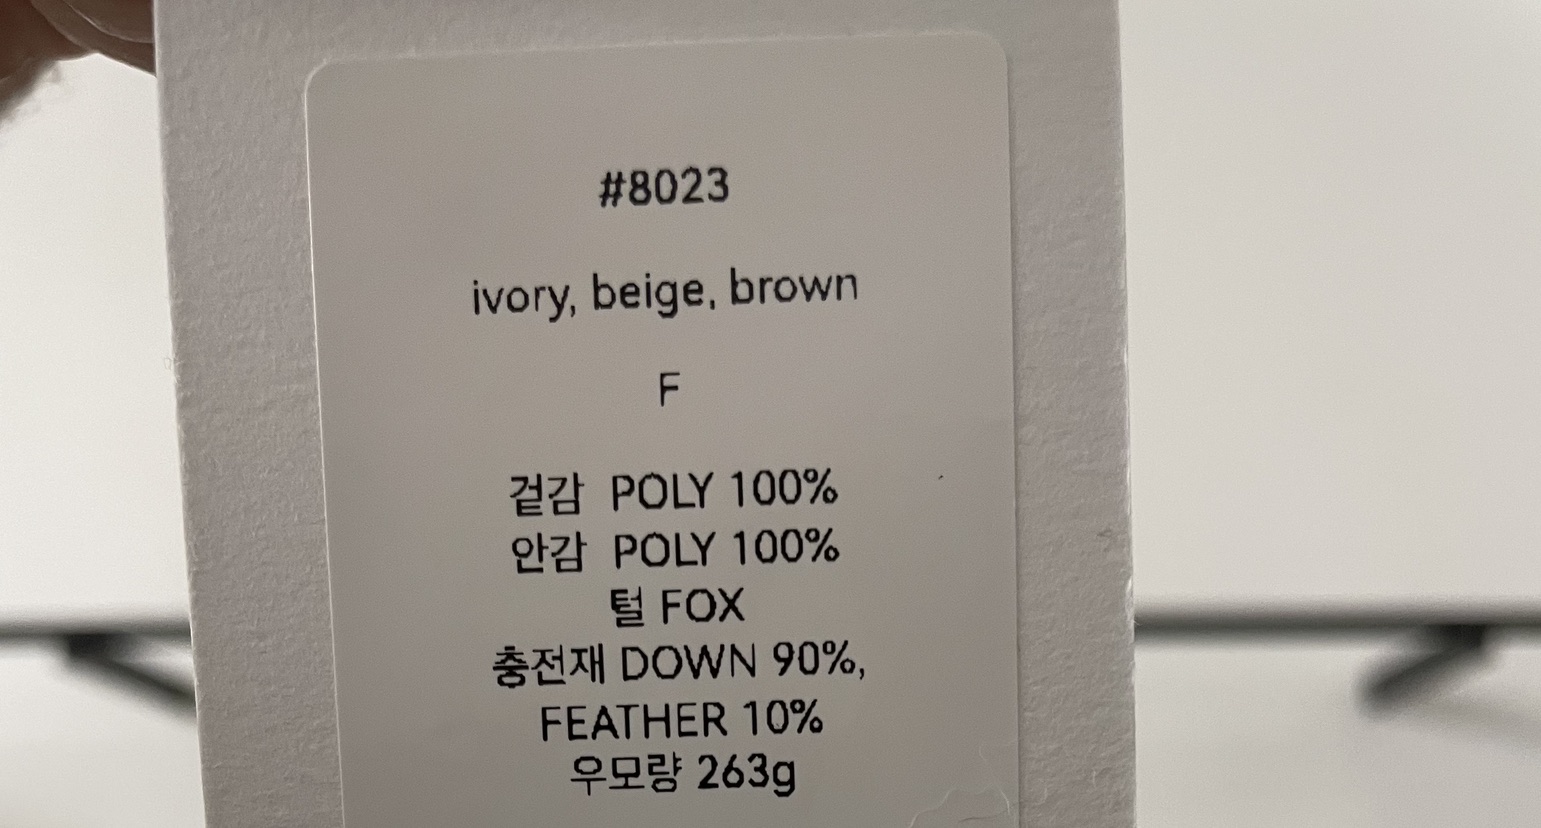 #8023
ivory, beige, brown
F
겉감 POLY 100%
안감 POLY 100%
털 FOX
충전재 DOWN 90%,
FEATHER 10%
우모량 263g